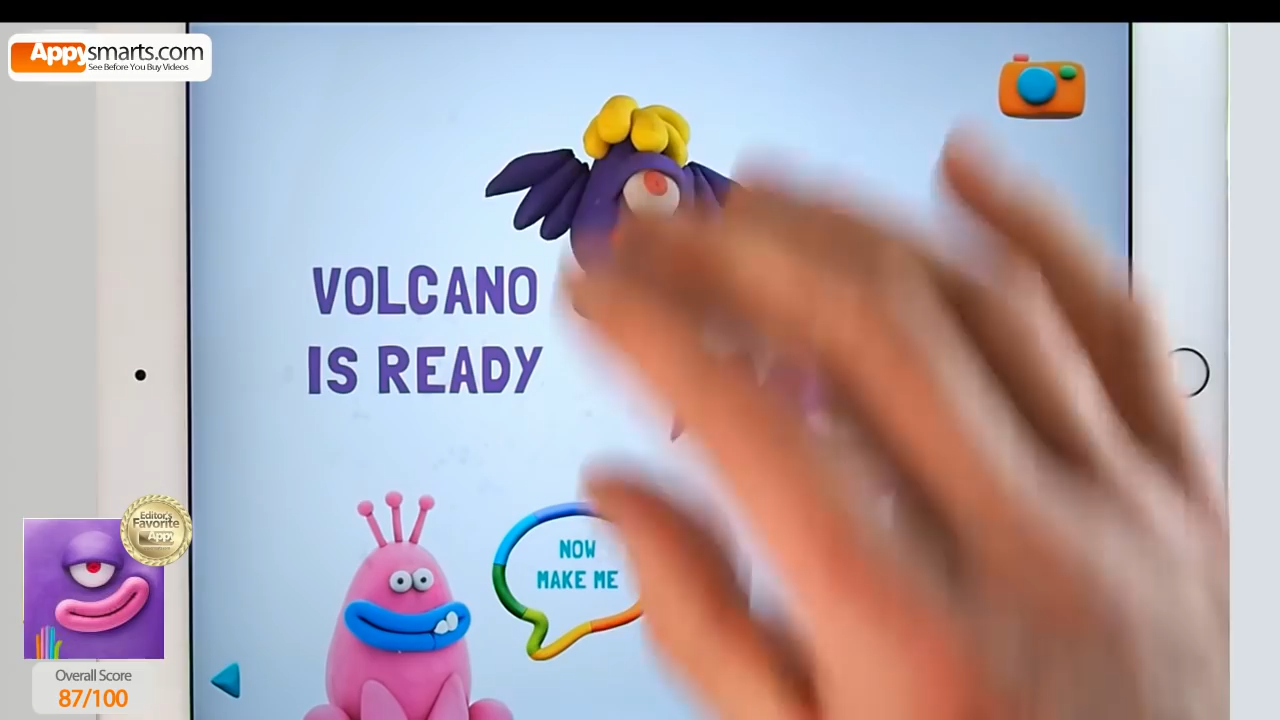 Appysmarts.com
See Before You Buy Videos
VOLCANO
IS READY
NOW
MAKE ME
Editor's
Favorite
Appy
Overall Score
87/100